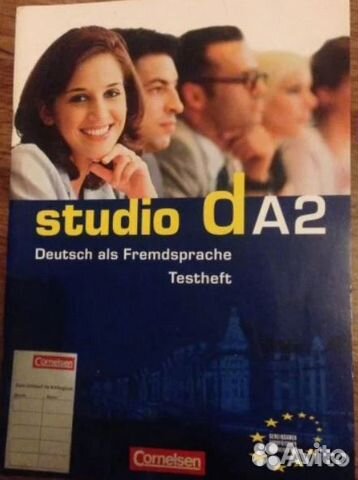 studio d A2
Deutsch als Fremdsprache
Testheft
Cornelsen
Cornelsen
Avito